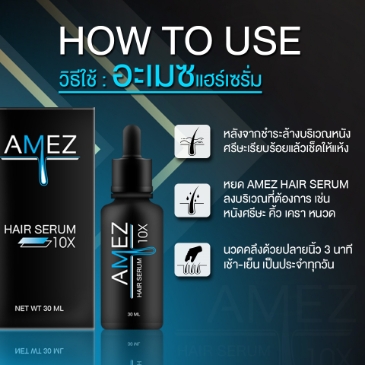 HOW TO USE
วิธีใช้ : อะเมซแฮร์เซรั่ม
AMEZ
HAIR SERUM
10X
NET WT 30 ML
AMEZ
HAIR SERUM
10X
30 ML
หลังจากชำระล้างบริเวณหนัง
ศรีษะเรียบร้อยแล้วเช็ดให้แห้ง
หยด AMEZ HAIR SERUM
ลงบริเวณที่ต้องการ เช่น
หนังศรีษะ คิ้ว เครา หนวด
นวดคลึงด้วยปลายนิ้ว 3 นาที
เช้า-เย็น เป็นประจำทุกวัน
AMEZ